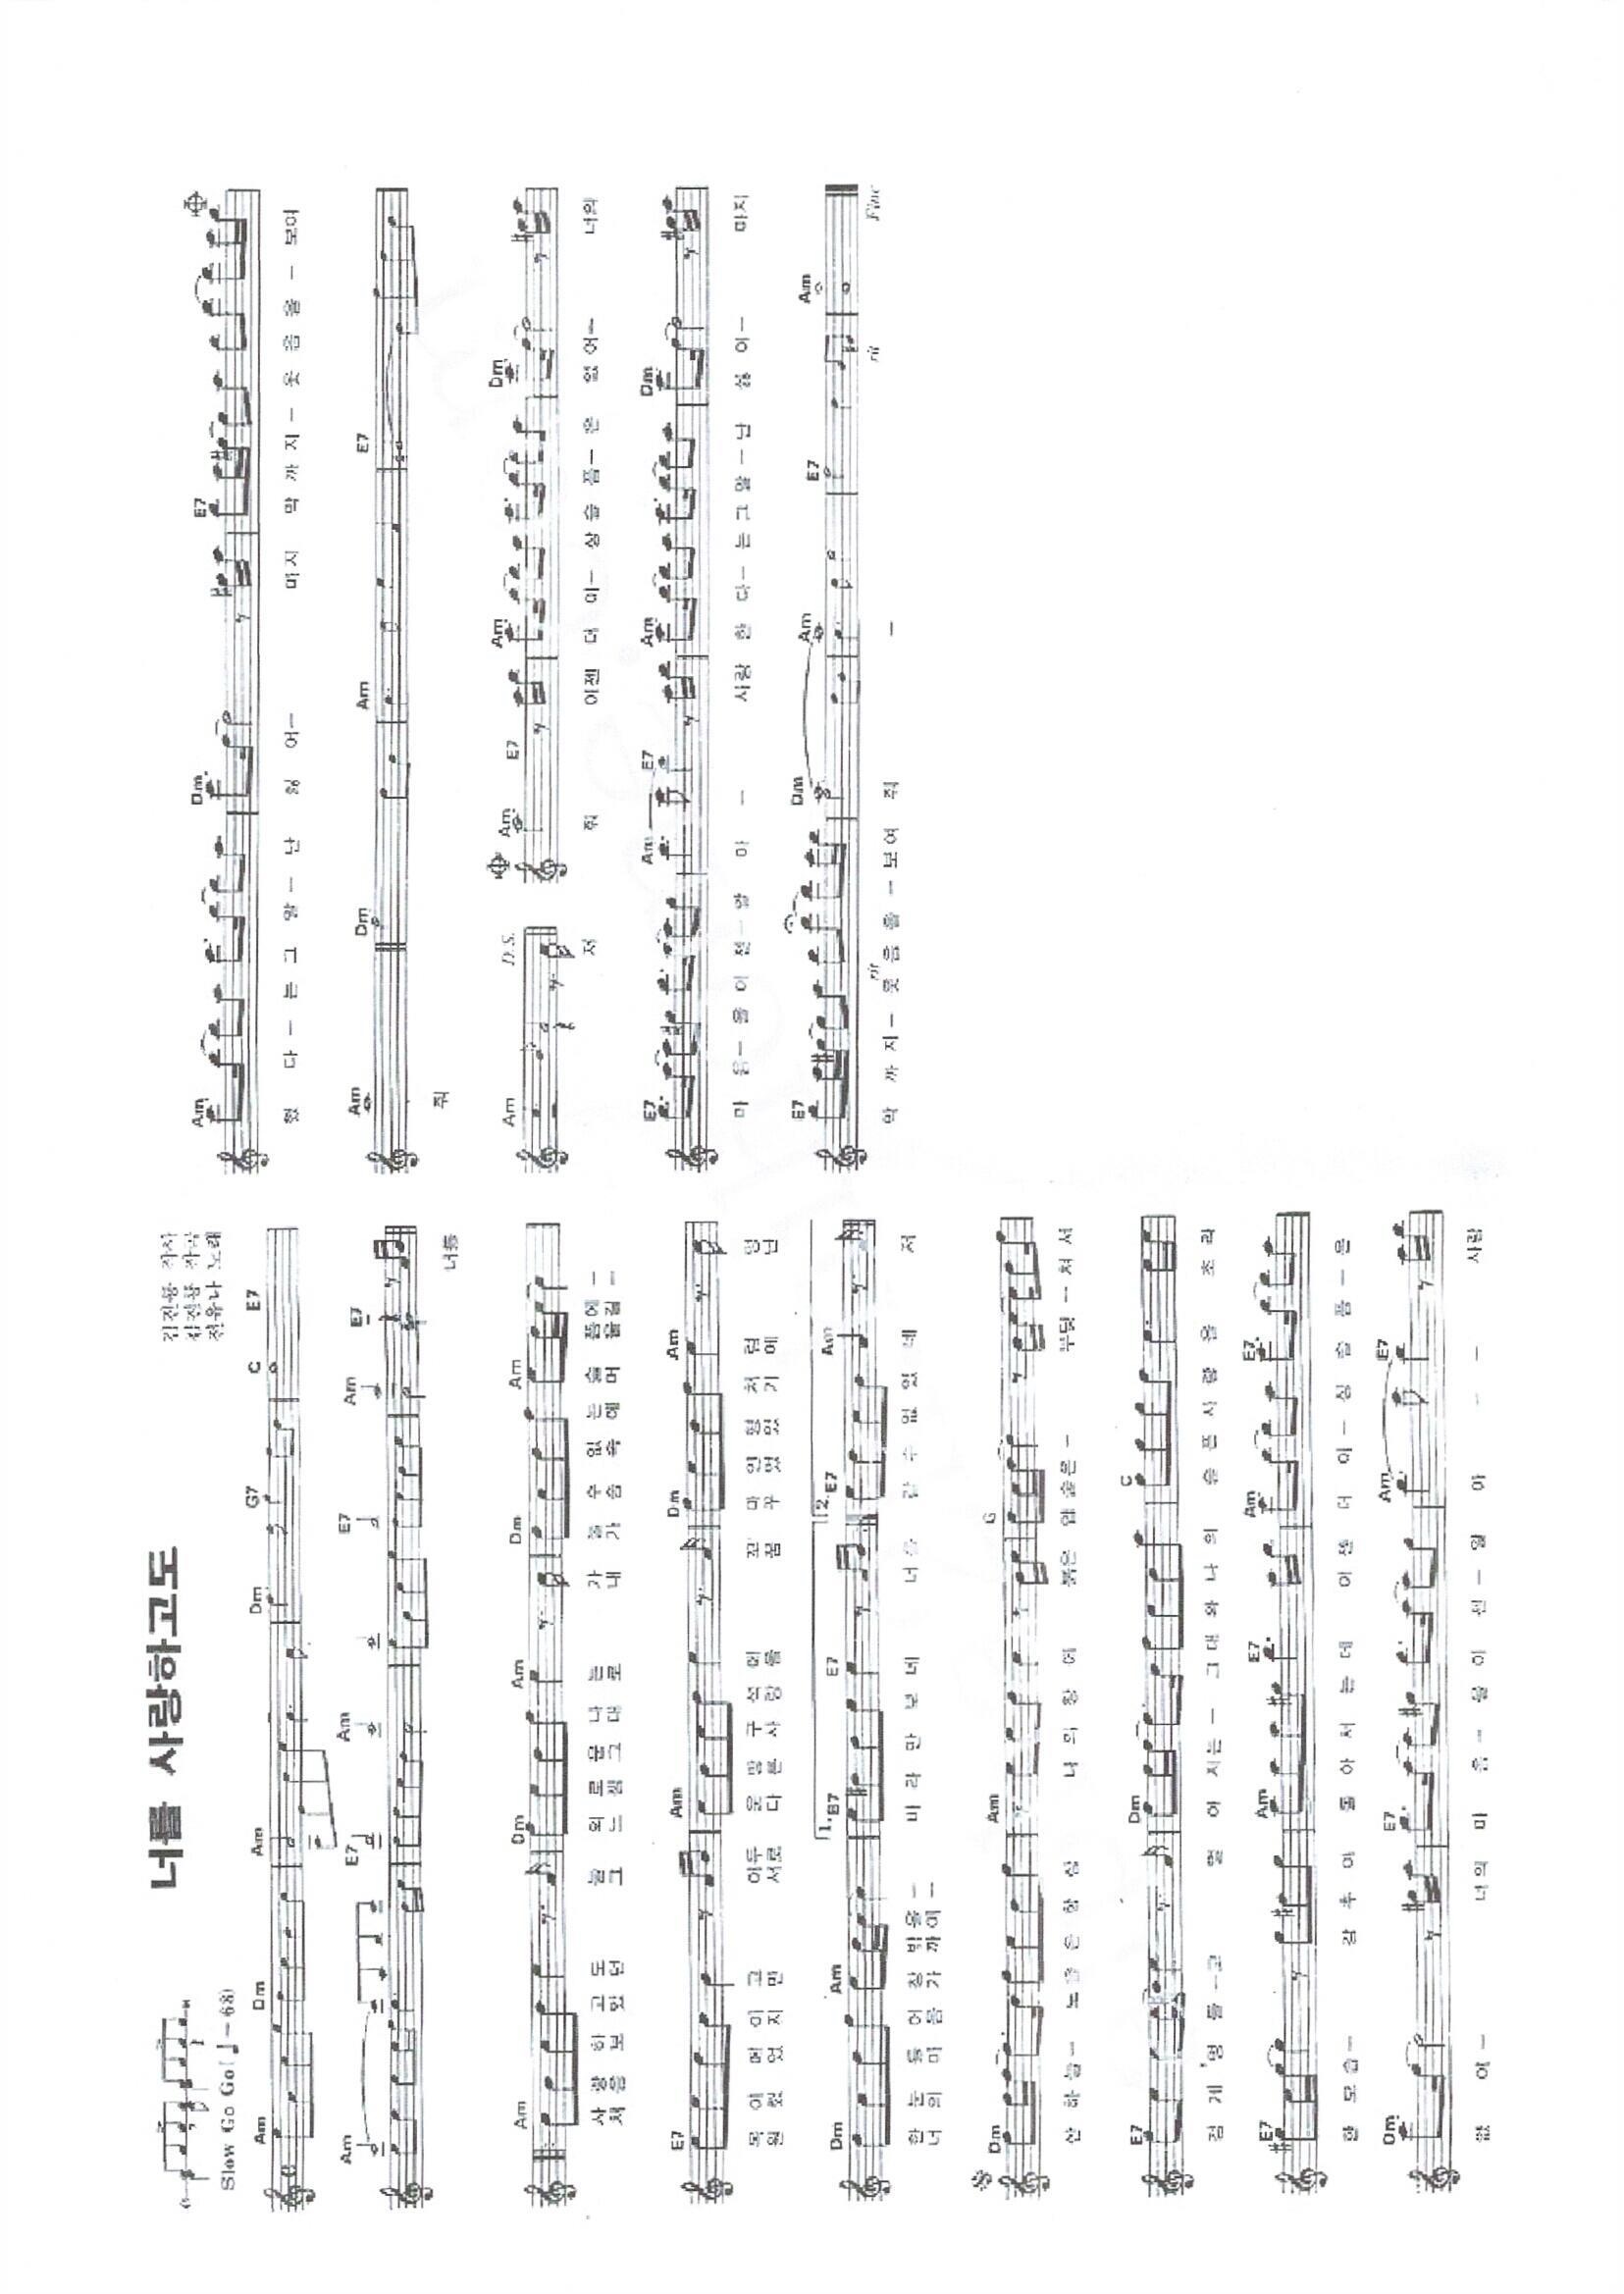 너를 사랑하고도
김진룡 작사
김진룡 작곡
전유나 노래
Slow Go Go(♩=68)
Am Dm Am Dm G7 C E7
Am E7 Am E7 Am E7
너를
Am Dm Am Dm Am
사 랑 하 고 도 늘 외 로 운 나 는 가 눌 수 없 는 슬 픔에-
채 보 았 던 그 느 낌 그 대 로 내 가 슴 속 에 머 물길-
E7 Am Dm Am
목 이 메 이 고 어두 운 방 구 석 에 꼬 마 인 형 처 럼 멍
원 했 었 지 만 서로 다 른 사 랑 을 꿈 꾸 었 었 기 에 난
Dm Am 1. B7 E7 2. E7 Am
한 눈 들 어 창 밖을- 바 라 만 보 네 너를 갈 수 없 었 네 저
너 의 마 음 가 까이-
Dm Am G
산 하 늘- 노 을 은 항 상 나 의 창 에 붉은 입 술은- 부딪-쳐 서
E7 Dm C
검 게 멍 들-고 멀 어 지는- 그대 와 나 의 슬 픈 사 랑 을 초 라
E7 Am E7 Am E7
한 모 습- 감 추 며 돌 아 서 는 데 이 젠 더 이-상 슬 픔-은
Dm E7 Am E7
없 어- 너의 마 음-을 이 젠-알 아 - - 사랑
Am Dm E7
했 다-는 그 말-난 싫 어- 마지 막 까 지-웃 음 을-보여
Am Dm Am E7
줘
Am D.S. Am E7 Am Dm
저 줘 이젠 더 이-상 슬 픔-은 없 어- 너의
E7 Am E7 Am Dm
마 음-을 이 젠-알 아 - 사랑 한 다-는 그 말-난 싫 어- 마지
E7 Dm Am E7 Am
rit rit Fine
막 까 지-웃 음 을-보여 줘 -